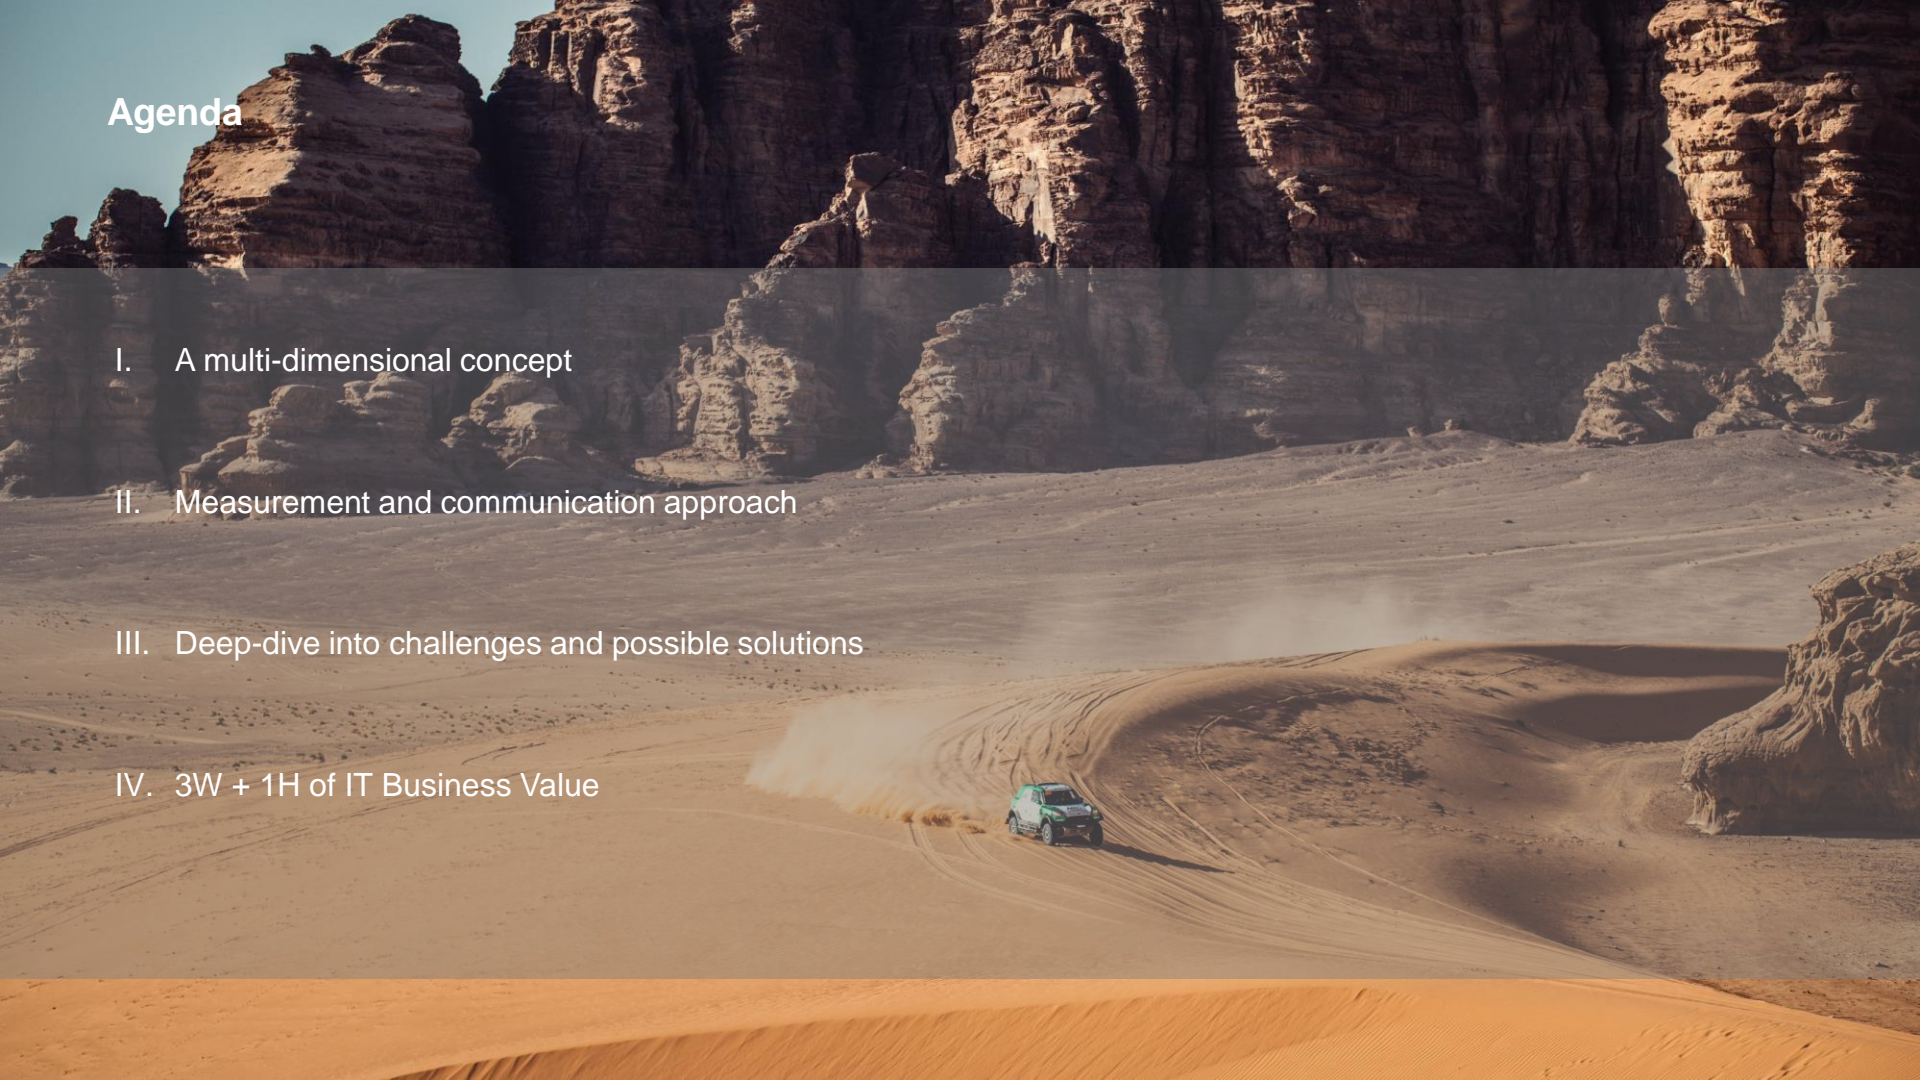 Agenda
I. A multi-dimensional concept
II. Measurement and communication approach
III. Deep-dive into challenges and possible solutions
IV. 3W + 1H of IT Business Value